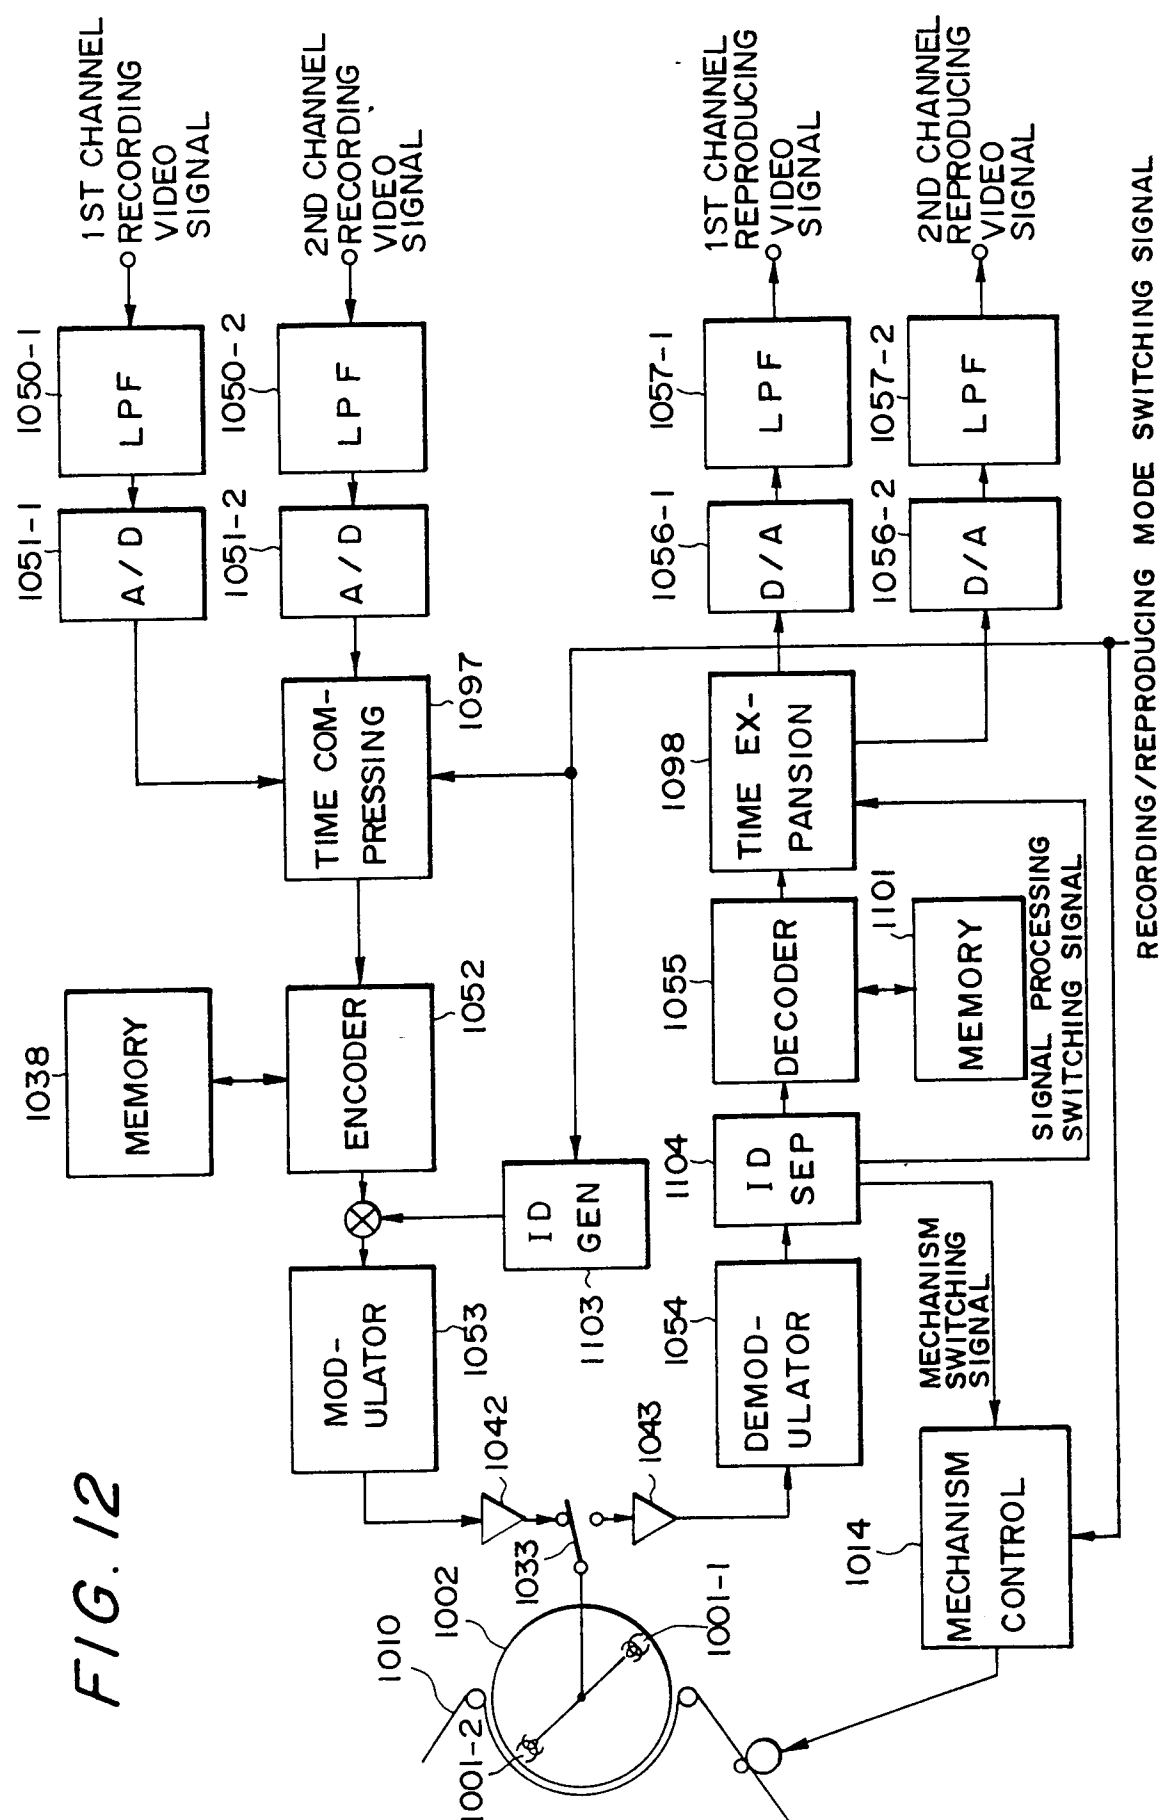 FIG. 12
1ST CHANNEL
RECORDING
VIDEO
SIGNAL
1050-1
LPF
1051-1
A/D
2ND CHANNEL
RECORDING
VIDEO
SIGNAL
1050-2
LPF
1051-2
A/D
TIME COM-
PRESSING
1097
1038
MEMORY
ENCODER
1052
ID
GEN
1103
MOD-
ULATOR
1053
1042
1033
1043
1010
1002
1001-2
1001-1
1054
DEMOD-
ULATOR
1104
ID
SEP
1055
DECODER
1101
MEMORY
1098
TIME EX-
PANSION
1056-1
D/A
1057-1
LPF
1ST CHANNEL
REPRODUCING
VIDEO
SIGNAL
1056-2
D/A
1057-2
LPF
2ND CHANNEL
REPRODUCING
VIDEO
SIGNAL
SIGNAL PROCESSING
SWITCHING SIGNAL
MECHANISM
SWITCHING
SIGNAL
1014
MECHANISM
CONTROL
RECORDING/REPRODUCING MODE SWITCHING SIGNAL